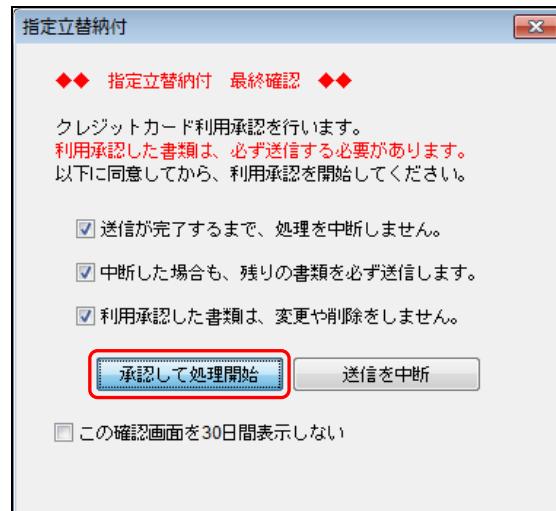 指定立替納付
◆◆ 指定立替納付 最終確認 ◆◆
クレジットカード利用承認を行います。
利用承認した書類は、必ず送信する必要があります。
以下に同意してから、利用承認を開始してください。
送信が完了するまで、処理を中断しません。
中断した場合も、残りの書類を必ず送信します。
利用承認した書類は、変更や削除をしません。
承認して処理開始 送信を中断
この確認画面を30日間表示しない